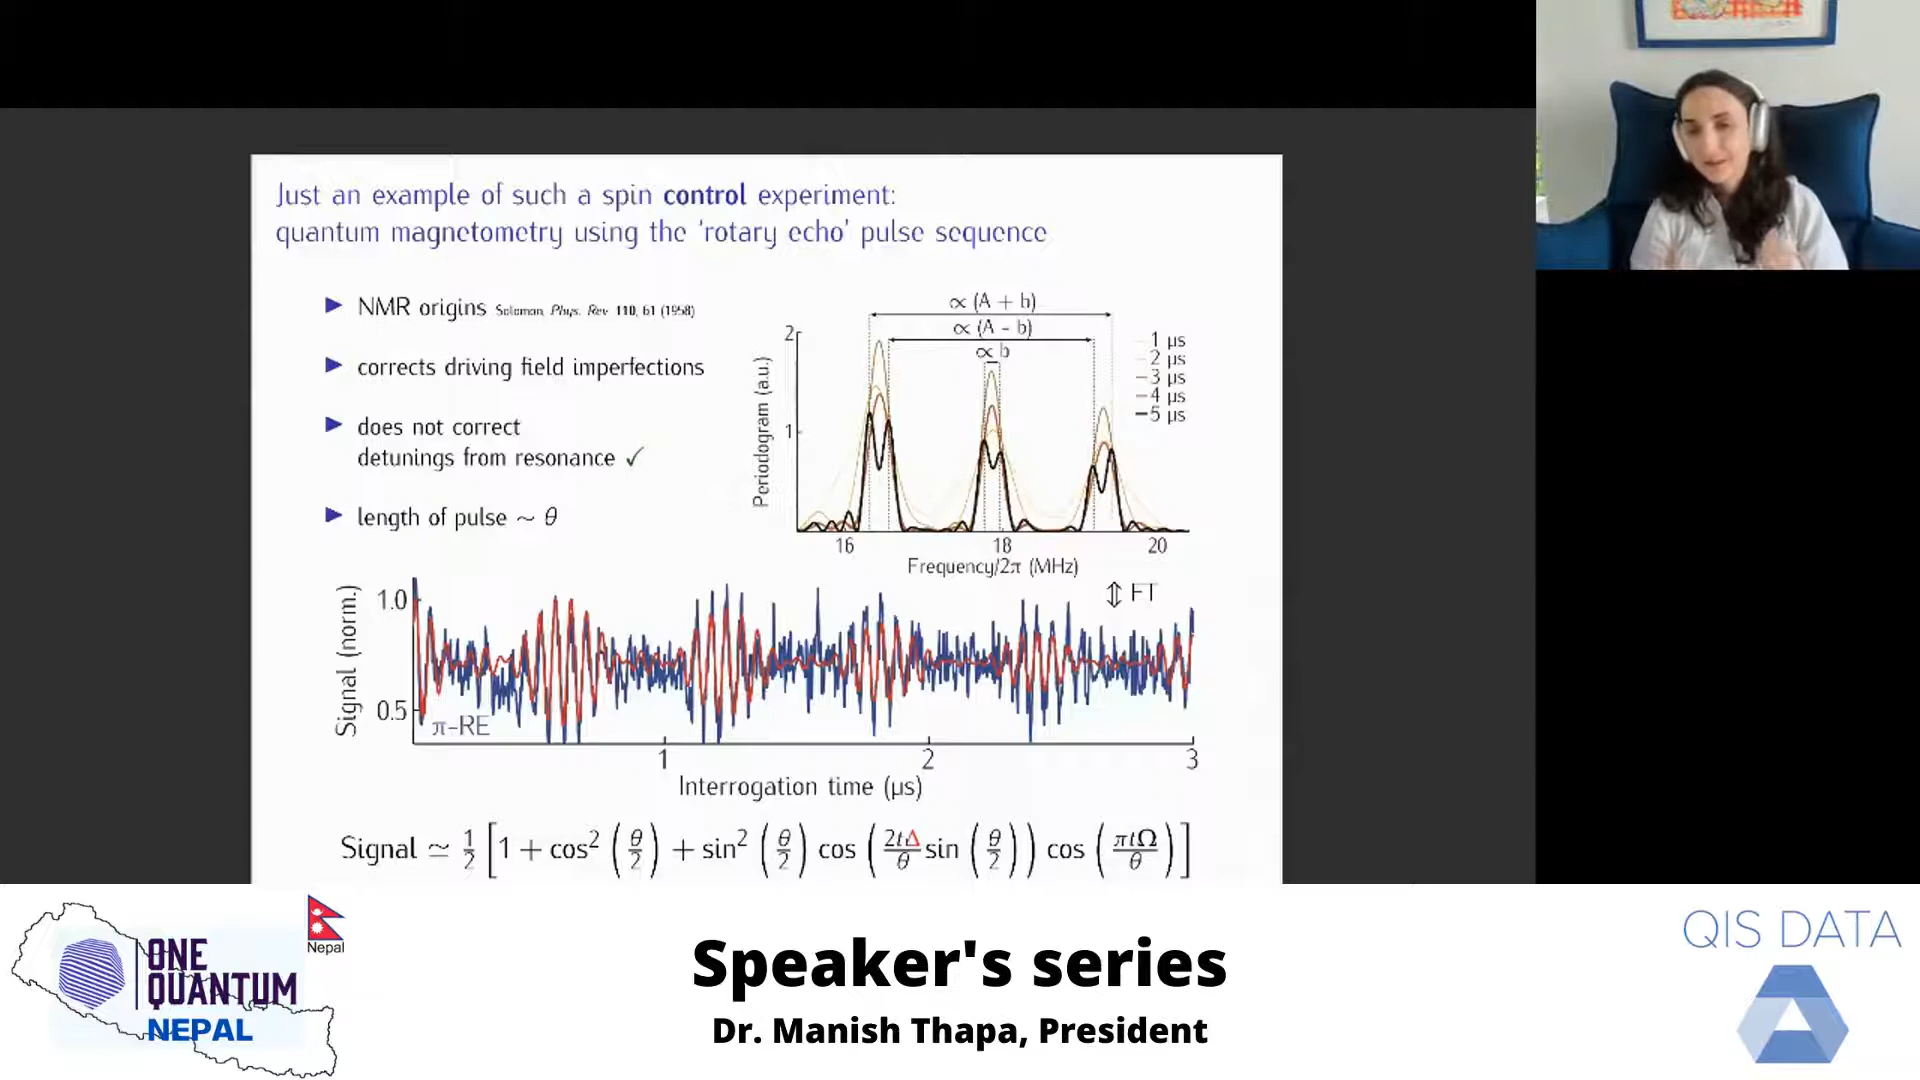 Just an example of such a spin control experiment:
quantum magnetometry using the ‘rotary echo’ pulse sequence
▶ NMR origins Solomon, Phys. Rev. 110, 61 (1958)
▶ corrects driving field imperfections
▶ does not correct
detunings from resonance ✓
▶ length of pulse ~ θ
∝ (A + b)
∝ (A - b)
∝ b
2
1
Periodogram (a.u.)
16 18 20
Frequency/2π (MHz)
1 μs
2 μs
3 μs
4 μs
5 μs
⇕ FT
Signal (norm.)
1.0
0.5
π-RE
1 2 3
Interrogation time (μs)
Signal ≃ 1/2 [1 + cos² (θ/2) + sin² (θ/2) cos (2tΔ/θ sin (θ/2)) cos (πtΩ/θ)]
ONE
QUANTUM
NEPAL
Nepal
Speaker's series
Dr. Manish Thapa, President
QIS DATA